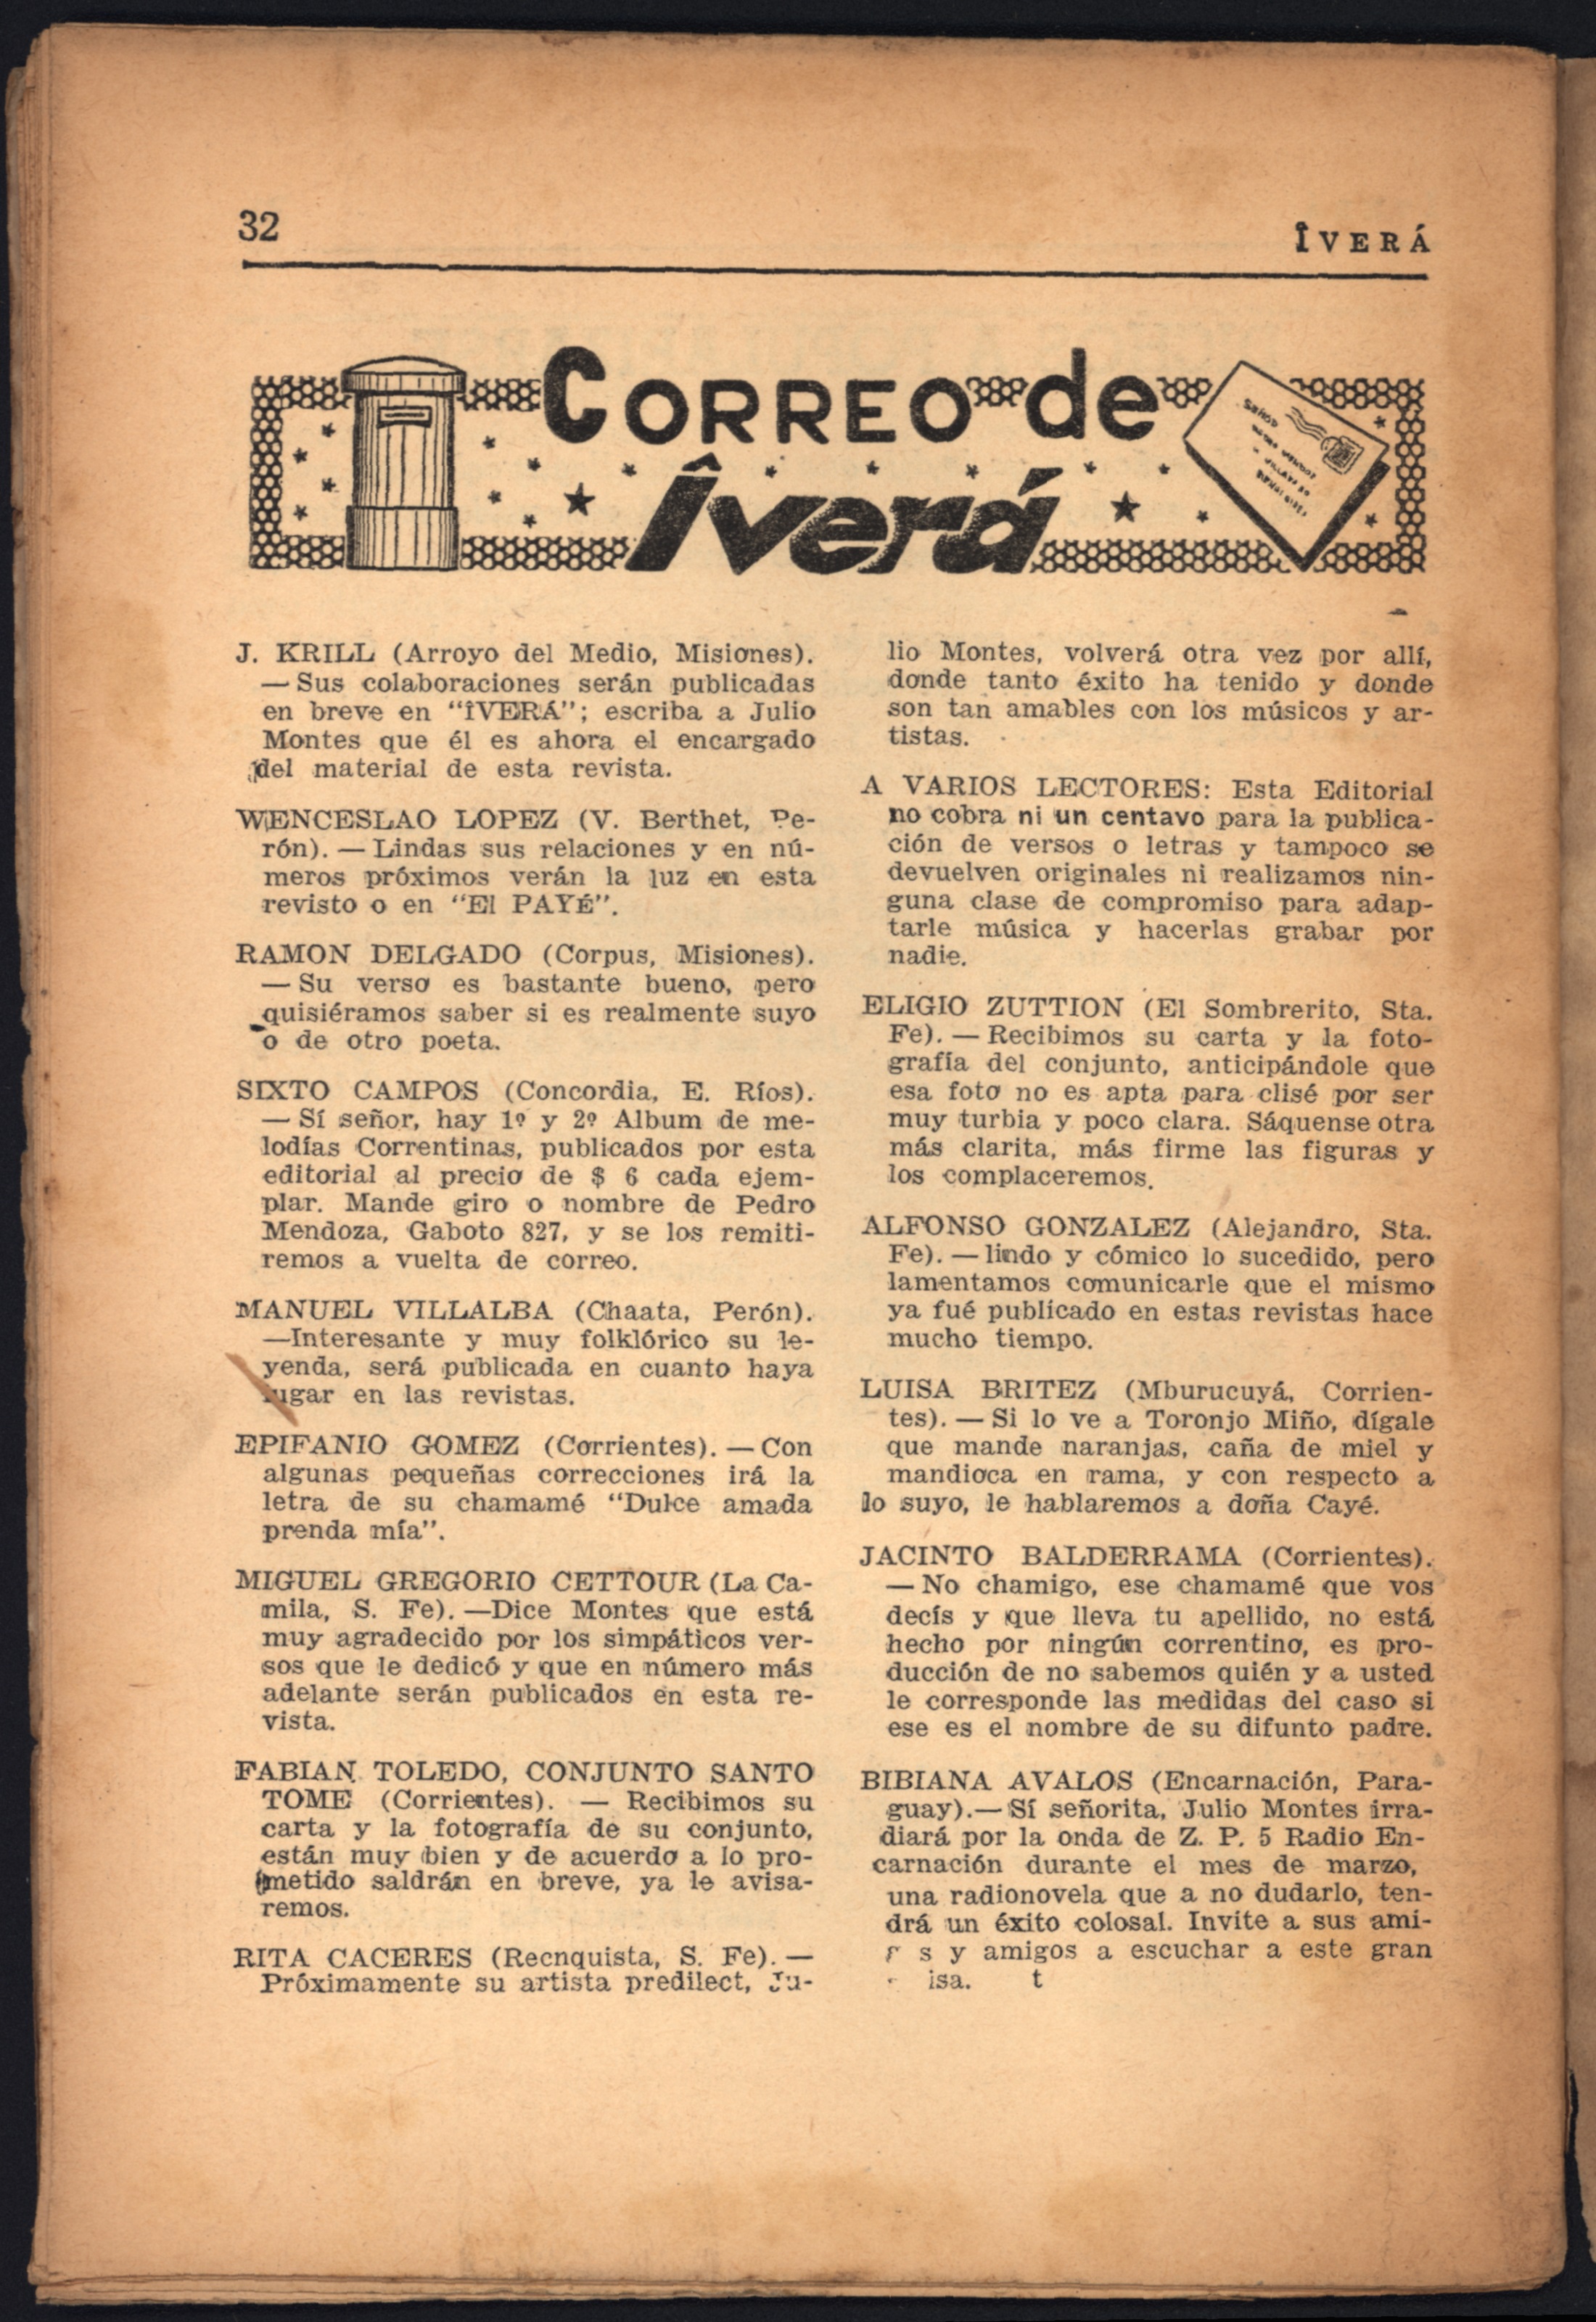 32
ÎVERÁ
CORREO de
Îverá
SEÑOR
J. KRILL (Arroyo del Medio, Misiones).
— Sus colaboraciones serán publicadas
en breve en “ÎVERÁ”; escriba a Julio
Montes que él es ahora el encargado
del material de esta revista.
WENCESLAO LOPEZ (V. Berthet, Pe-
rón). — Lindas sus relaciones y en nú-
meros próximos verán la luz en esta
revisto o en “El PAYÉ”.
RAMON DELGADO (Corpus, Misiones).
— Su verso es bastante bueno, pero
quisiéramos saber si es realmente suyo
o de otro poeta.
SIXTO CAMPOS (Concordia, E. Ríos).
— Sí señor, hay 1º y 2º Album de me-
lodías Correntinas, publicados por esta
editorial al precio de $ 6 cada ejem-
plar. Mande giro o nombre de Pedro
Mendoza, Gaboto 827, y se los remiti-
remos a vuelta de correo.
MANUEL VILLALBA (Chaata, Perón).
—Interesante y muy folklórico su le-
yenda, será publicada en cuanto haya
lugar en las revistas.
EPIFANIO GOMEZ (Corrientes). — Con
algunas pequeñas correcciones irá la
letra de su chamamé “Dulce amada
prenda mía”.
MIGUEL GREGORIO CETTOUR (La Ca-
mila, S. Fe). —Dice Montes que está
muy agradecido por los simpáticos ver-
sos que le dedicó y que en número más
adelante serán publicados en esta re-
vista.
FABIAN TOLEDO, CONJUNTO SANTO
TOME (Corrientes). — Recibimos su
carta y la fotografía de su conjunto,
están muy bien y de acuerdo a lo pro-
metido saldrán en breve, ya le avisa-
remos.
RITA CACERES (Recnquista, S. Fe). —
Próximamente su artista predilect, Ju-
lio Montes, volverá otra vez por allí,
donde tanto éxito ha tenido y donde
son tan amables con los músicos y ar-
tistas.
A VARIOS LECTORES: Esta Editorial
no cobra ni un centavo para la publica-
ción de versos o letras y tampoco se
devuelven originales ni realizamos nin-
guna clase de compromiso para adap-
tarle música y hacerlas grabar por
nadie.
ELIGIO ZUTTION (El Sombrerito, Sta.
Fe). — Recibimos su carta y la foto-
grafía del conjunto, anticipándole que
esa foto no es apta para clisé por ser
muy turbia y poco clara. Sáquense otra
más clarita, más firme las figuras y
los complaceremos.
ALFONSO GONZALEZ (Alejandro, Sta.
Fe). — lindo y cómico lo sucedido, pero
lamentamos comunicarle que el mismo
ya fué publicado en estas revistas hace
mucho tiempo.
LUISA BRITEZ (Mburucuyá, Corrien-
tes). — Si lo ve a Toronjo Miño, dígale
que mande naranjas, caña de miel y
mandioca en rama, y con respecto a
lo suyo, le hablaremos a doña Cayé.
JACINTO BALDERRAMA (Corrientes).
— No chamigo, ese chamamé que vos
decís y que lleva tu apellido, no está
hecho por ningún correntino, es pro-
ducción de no sabemos quién y a usted
le corresponde las medidas del caso si
ese es el nombre de su difunto padre.
BIBIANA AVALOS (Encarnación, Para-
guay).— Sí señorita, Julio Montes irra-
diará por la onda de Z. P. 5 Radio En-
carnación durante el mes de marzo,
una radionovela que a no dudarlo, ten-
drá un éxito colosal. Invite a sus ami-
s y amigos a escuchar a este gran
isa. t